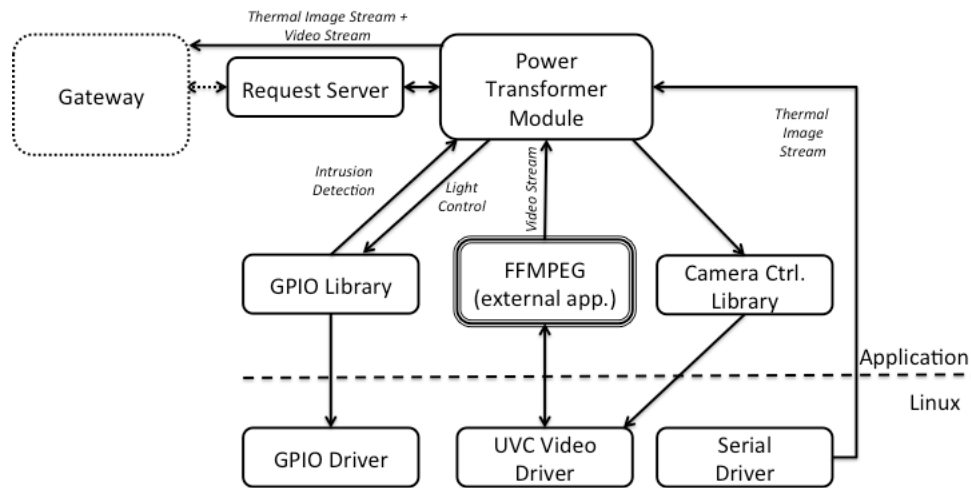 Thermal Image Stream +
Video Stream
Gateway
Request Server
Power
Transformer
Module
Thermal
Image
Stream
Intrusion
Detection
Light
Control
Video Stream
GPIO Library
FFMPEG
(external app.)
Camera Ctrl.
Library
Application
Linux
GPIO Driver
UVC Video
Driver
Serial
Driver